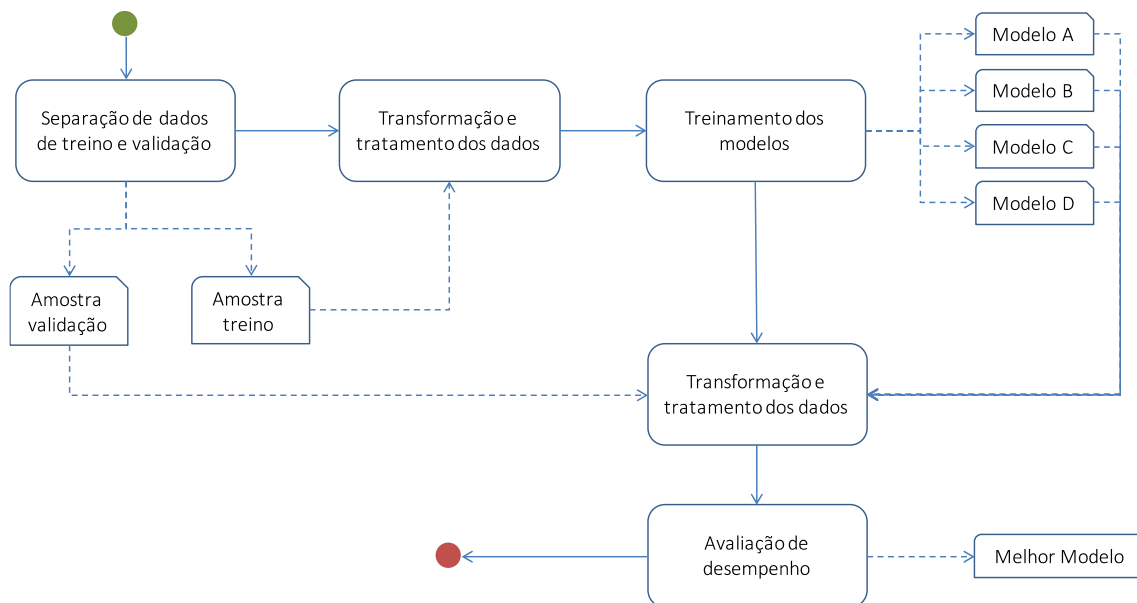 Separação de dados
de treino e validação
Transformação e
tratamento dos dados
Treinamento dos
modelos
Modelo A
Modelo B
Modelo C
Modelo D
Amostra
validação
Amostra
treino
Transformação e
tratamento dos dados
Avaliação de
desempenho
Melhor Modelo